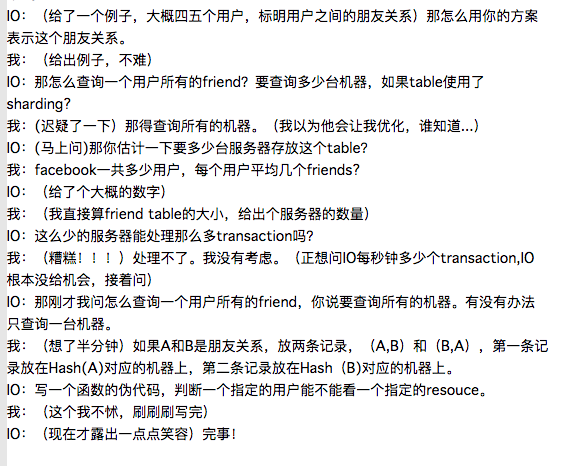 IO：（给了一个例子，大概四五个用户，标明用户之间的朋友关系）那怎么用你的方案
表示这个朋友关系。
我：（给出例子，不难）
IO：那怎么查询一个用户所有的friend？要查询多少台机器，如果table使用了
sharding？
我：(迟疑了一下）那得查询所有的机器。（我以为他会让我优化，谁知道...）
IO：(马上问)那你估计一下要多少台服务器存放这个table？
我：facebook一共多少用户，每个用户平均几个friends？
IO：（给了个大概的数字）
我：（我直接算friend table的大小，给出个服务器的数量）
IO：这么少的服务器能处理那么多transaction吗？
我：（糟糕！！！）处理不了。我没有考虑。（正想问IO每秒钟多少个transaction,IO
根本没给机会，接着问）
IO：那刚才我问怎么查询一个用户所有的friend，你说要查询所有的机器。有没有办法
只查询一台机器。
我：（想了半分钟）如果A和B是朋友关系，放两条记录，（A,B）和（B,A），第一条记
录放在Hash(A)对应的机器上，第二条记录放在Hash（B)对应的机器上。
IO：写一个函数的伪代码，判断一个指定的用户能不能看一个指定的resouce。
我：（这个我不怵，刷刷刷写完）
IO：（现在才露出一点点笑容）完事！